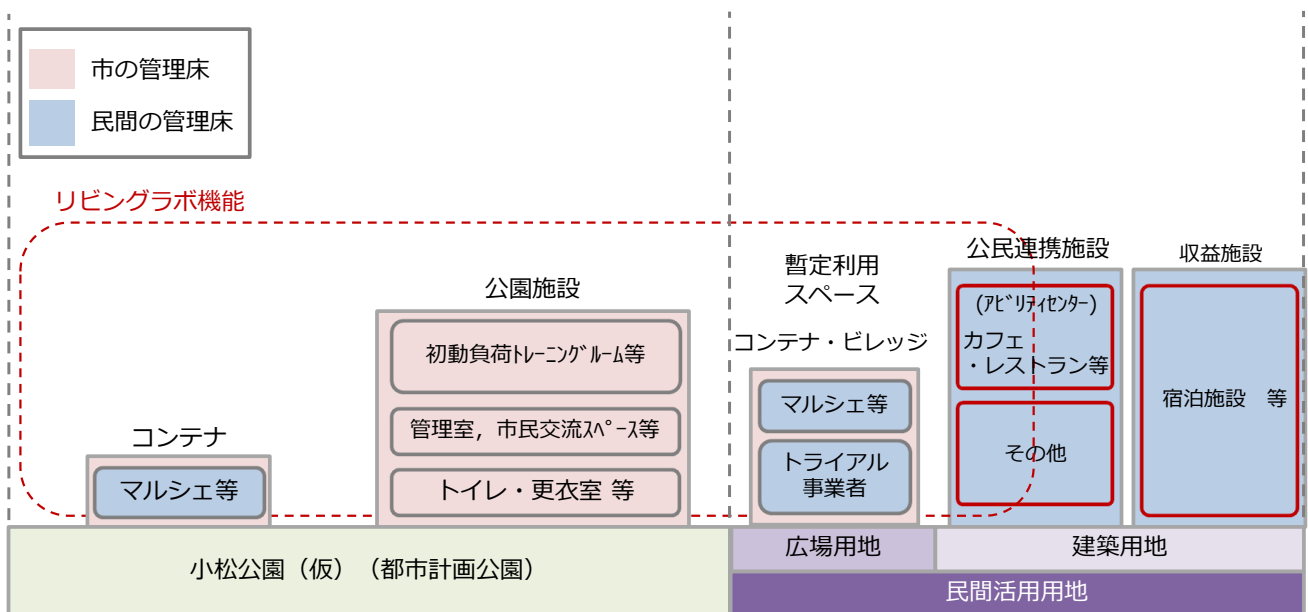 市の管理床
民間の管理床
リビングラボ機能
コンテナ
マルシェ等
公園施設
初動負荷ﾄﾚｰﾆﾝｸﾞﾙｰﾑ等
管理室，市民交流ｽﾍﾟｰｽ等
トイレ・更衣室 等
暫定利用
スペース
コンテナ・ビレッジ
マルシェ等
トライアル
事業者
公民連携施設
(ｱﾋﾞﾘﾃｨｾﾝﾀｰ)
カフェ
・レストラン等
その他
収益施設
宿泊施設　等
小松公園（仮）（都市計画公園）
広場用地
建築用地
民間活用用地